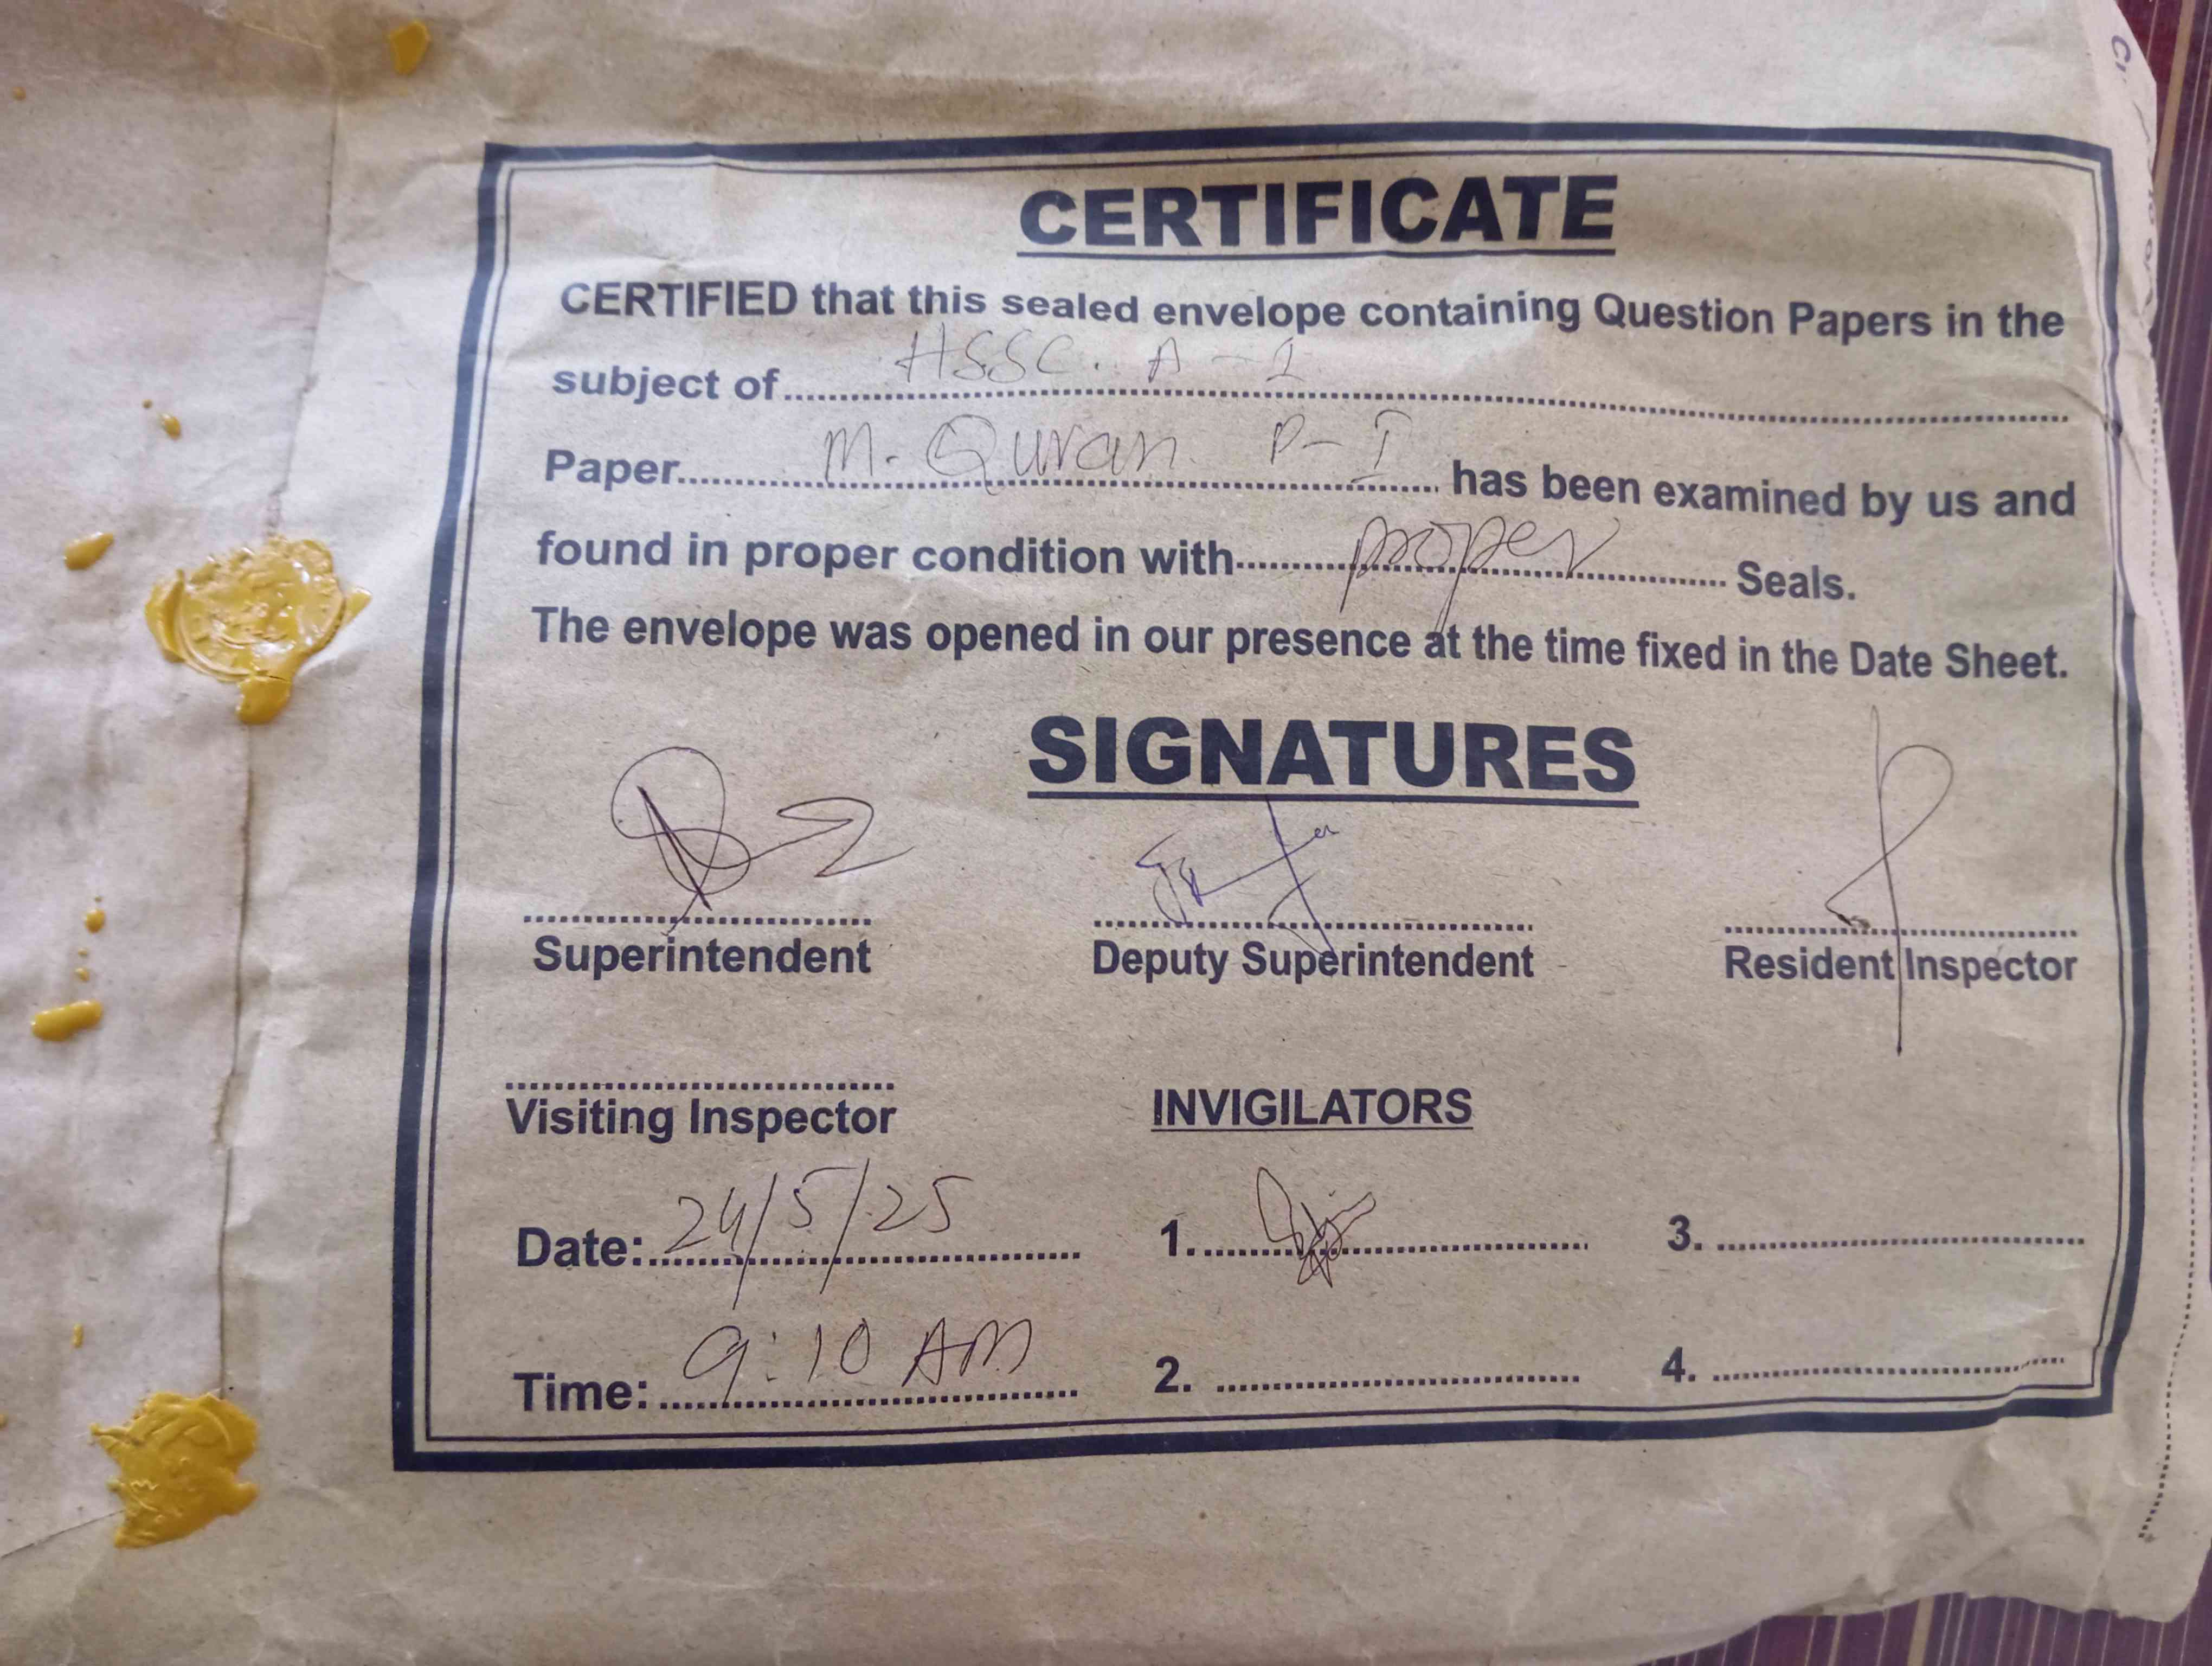 CERTIFICATE
CERTIFIED that this sealed envelope containing Question Papers in the
subject of HSSC. A - I
Paper M. Quran P- I has been examined by us and
found in proper condition with proper Seals.
The envelope was opened in our presence at the time fixed in the Date Sheet.
SIGNATURES
Superintendent Deputy Superintendent Resident Inspector
Visiting Inspector INVIGILATORS
Date: 24/5/25 1. 3.
Time: 9:10 AM 2. 4.